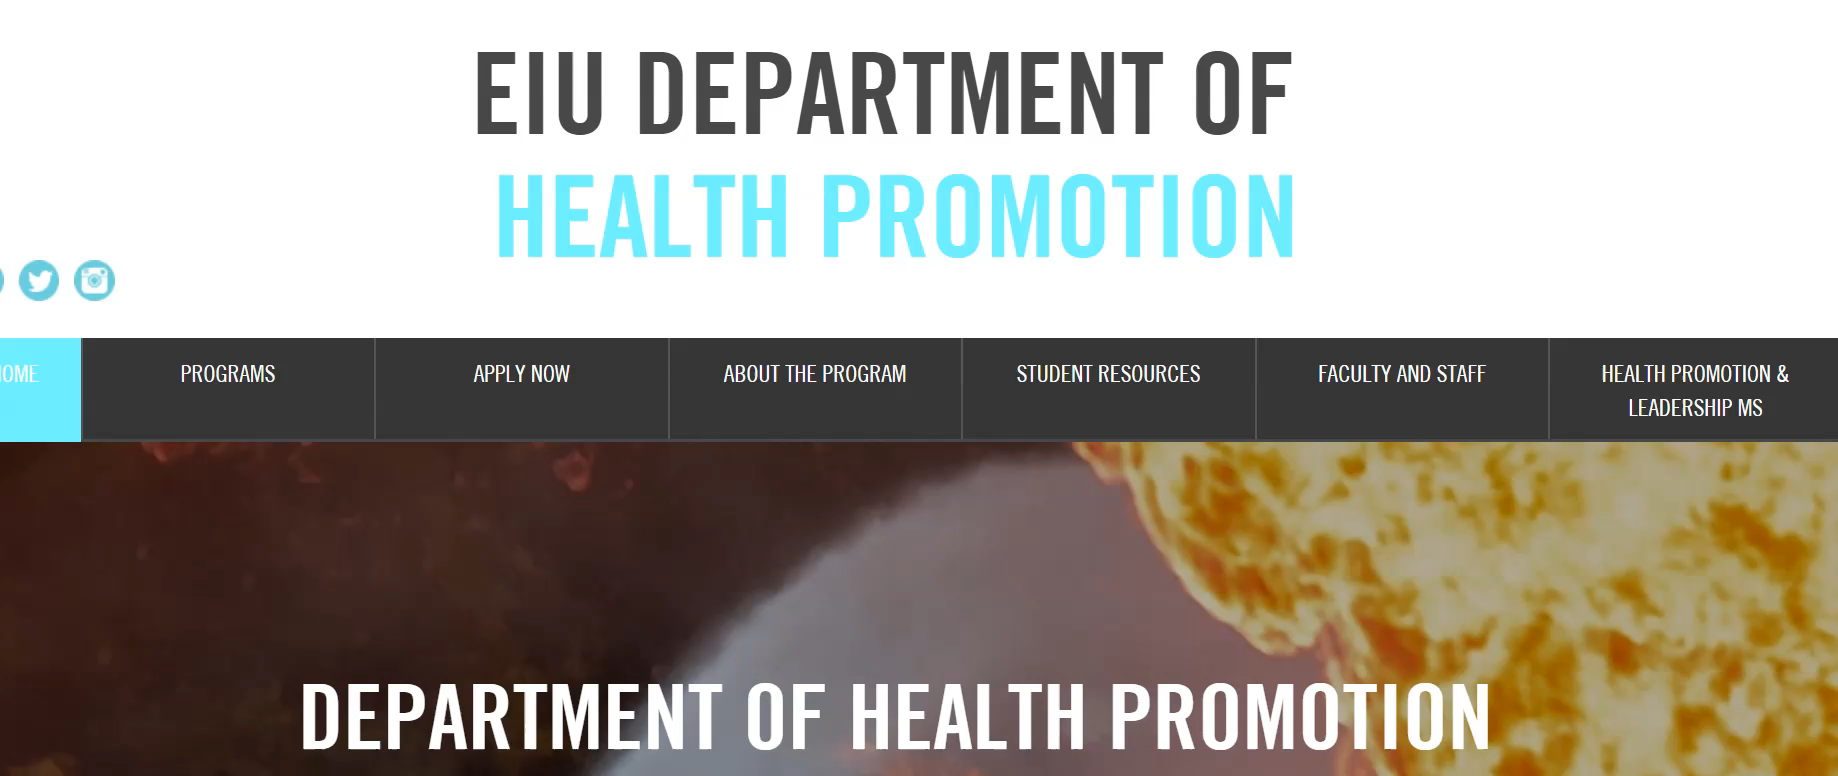 EIU DEPARTMENT OF
HEALTH PROMOTION
PROGRAMS
APPLY NOW
ABOUT THE PROGRAM
STUDENT RESOURCES
FACULTY AND STAFF
HEALTH PROMOTION &
LEADERSHIP MS
DEPARTMENT OF HEALTH PROMOTION